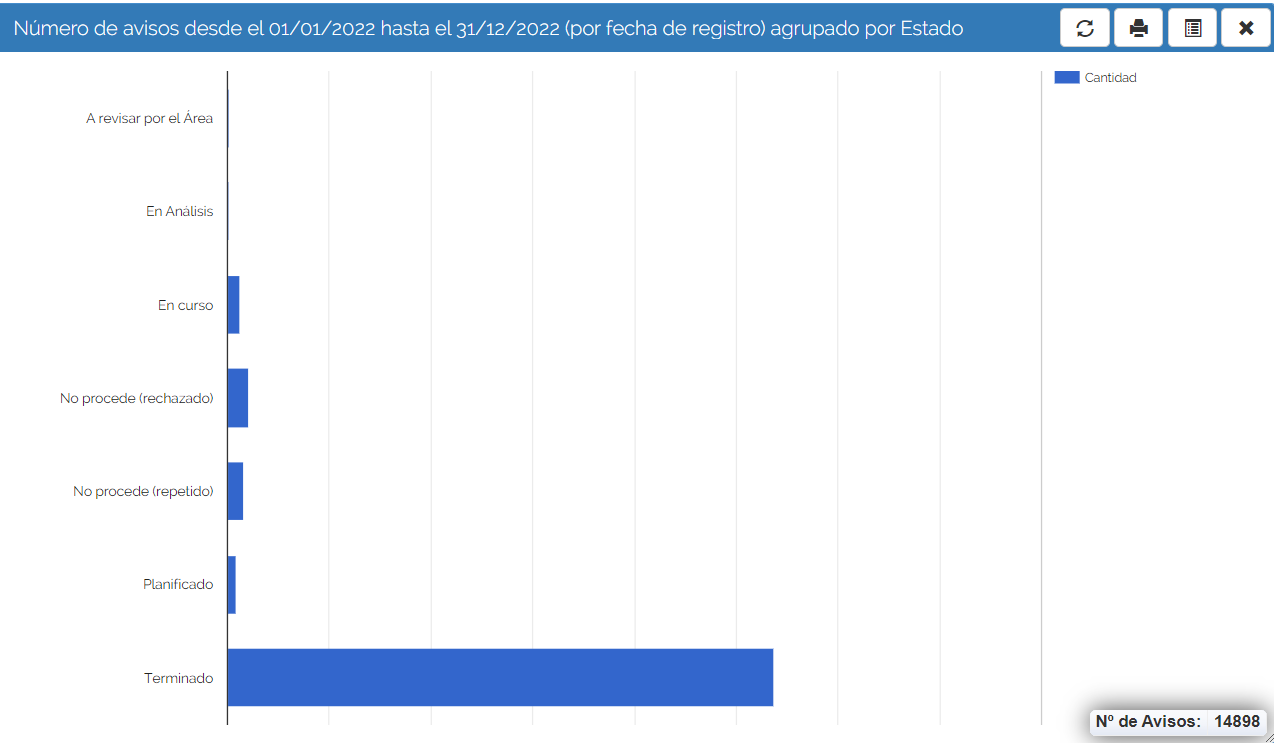 Número de avisos desde el 01/01/2022 hasta el 31/12/2022 (por fecha de registro) agrupado por Estado
Cantidad
A revisar por el Área
En Análisis
En curso
No procede (rechazado)
No procede (repetido)
Planificado
Terminado
Nº de Avisos: 14898